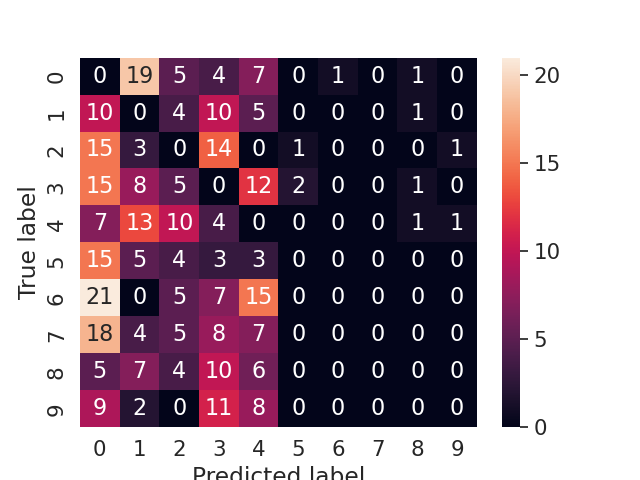 0 0 19 5 4 7 0 1 0 1 0
1 10 0 4 10 5 0 0 0 1 0
2 15 3 0 14 0 1 0 0 0 1
3 15 8 5 0 12 2 0 0 1 0
4 7 13 10 4 0 0 0 0 1 1
5 15 5 4 3 3 0 0 0 0 0
6 21 0 5 7 15 0 0 0 0 0
7 18 4 5 8 7 0 0 0 0 0
8 5 7 4 10 6 0 0 0 0 0
9 9 2 0 11 8 0 0 0 0 0
0 1 2 3 4 5 6 7 8 9
Predicted label
True label
20
15
10
5
0